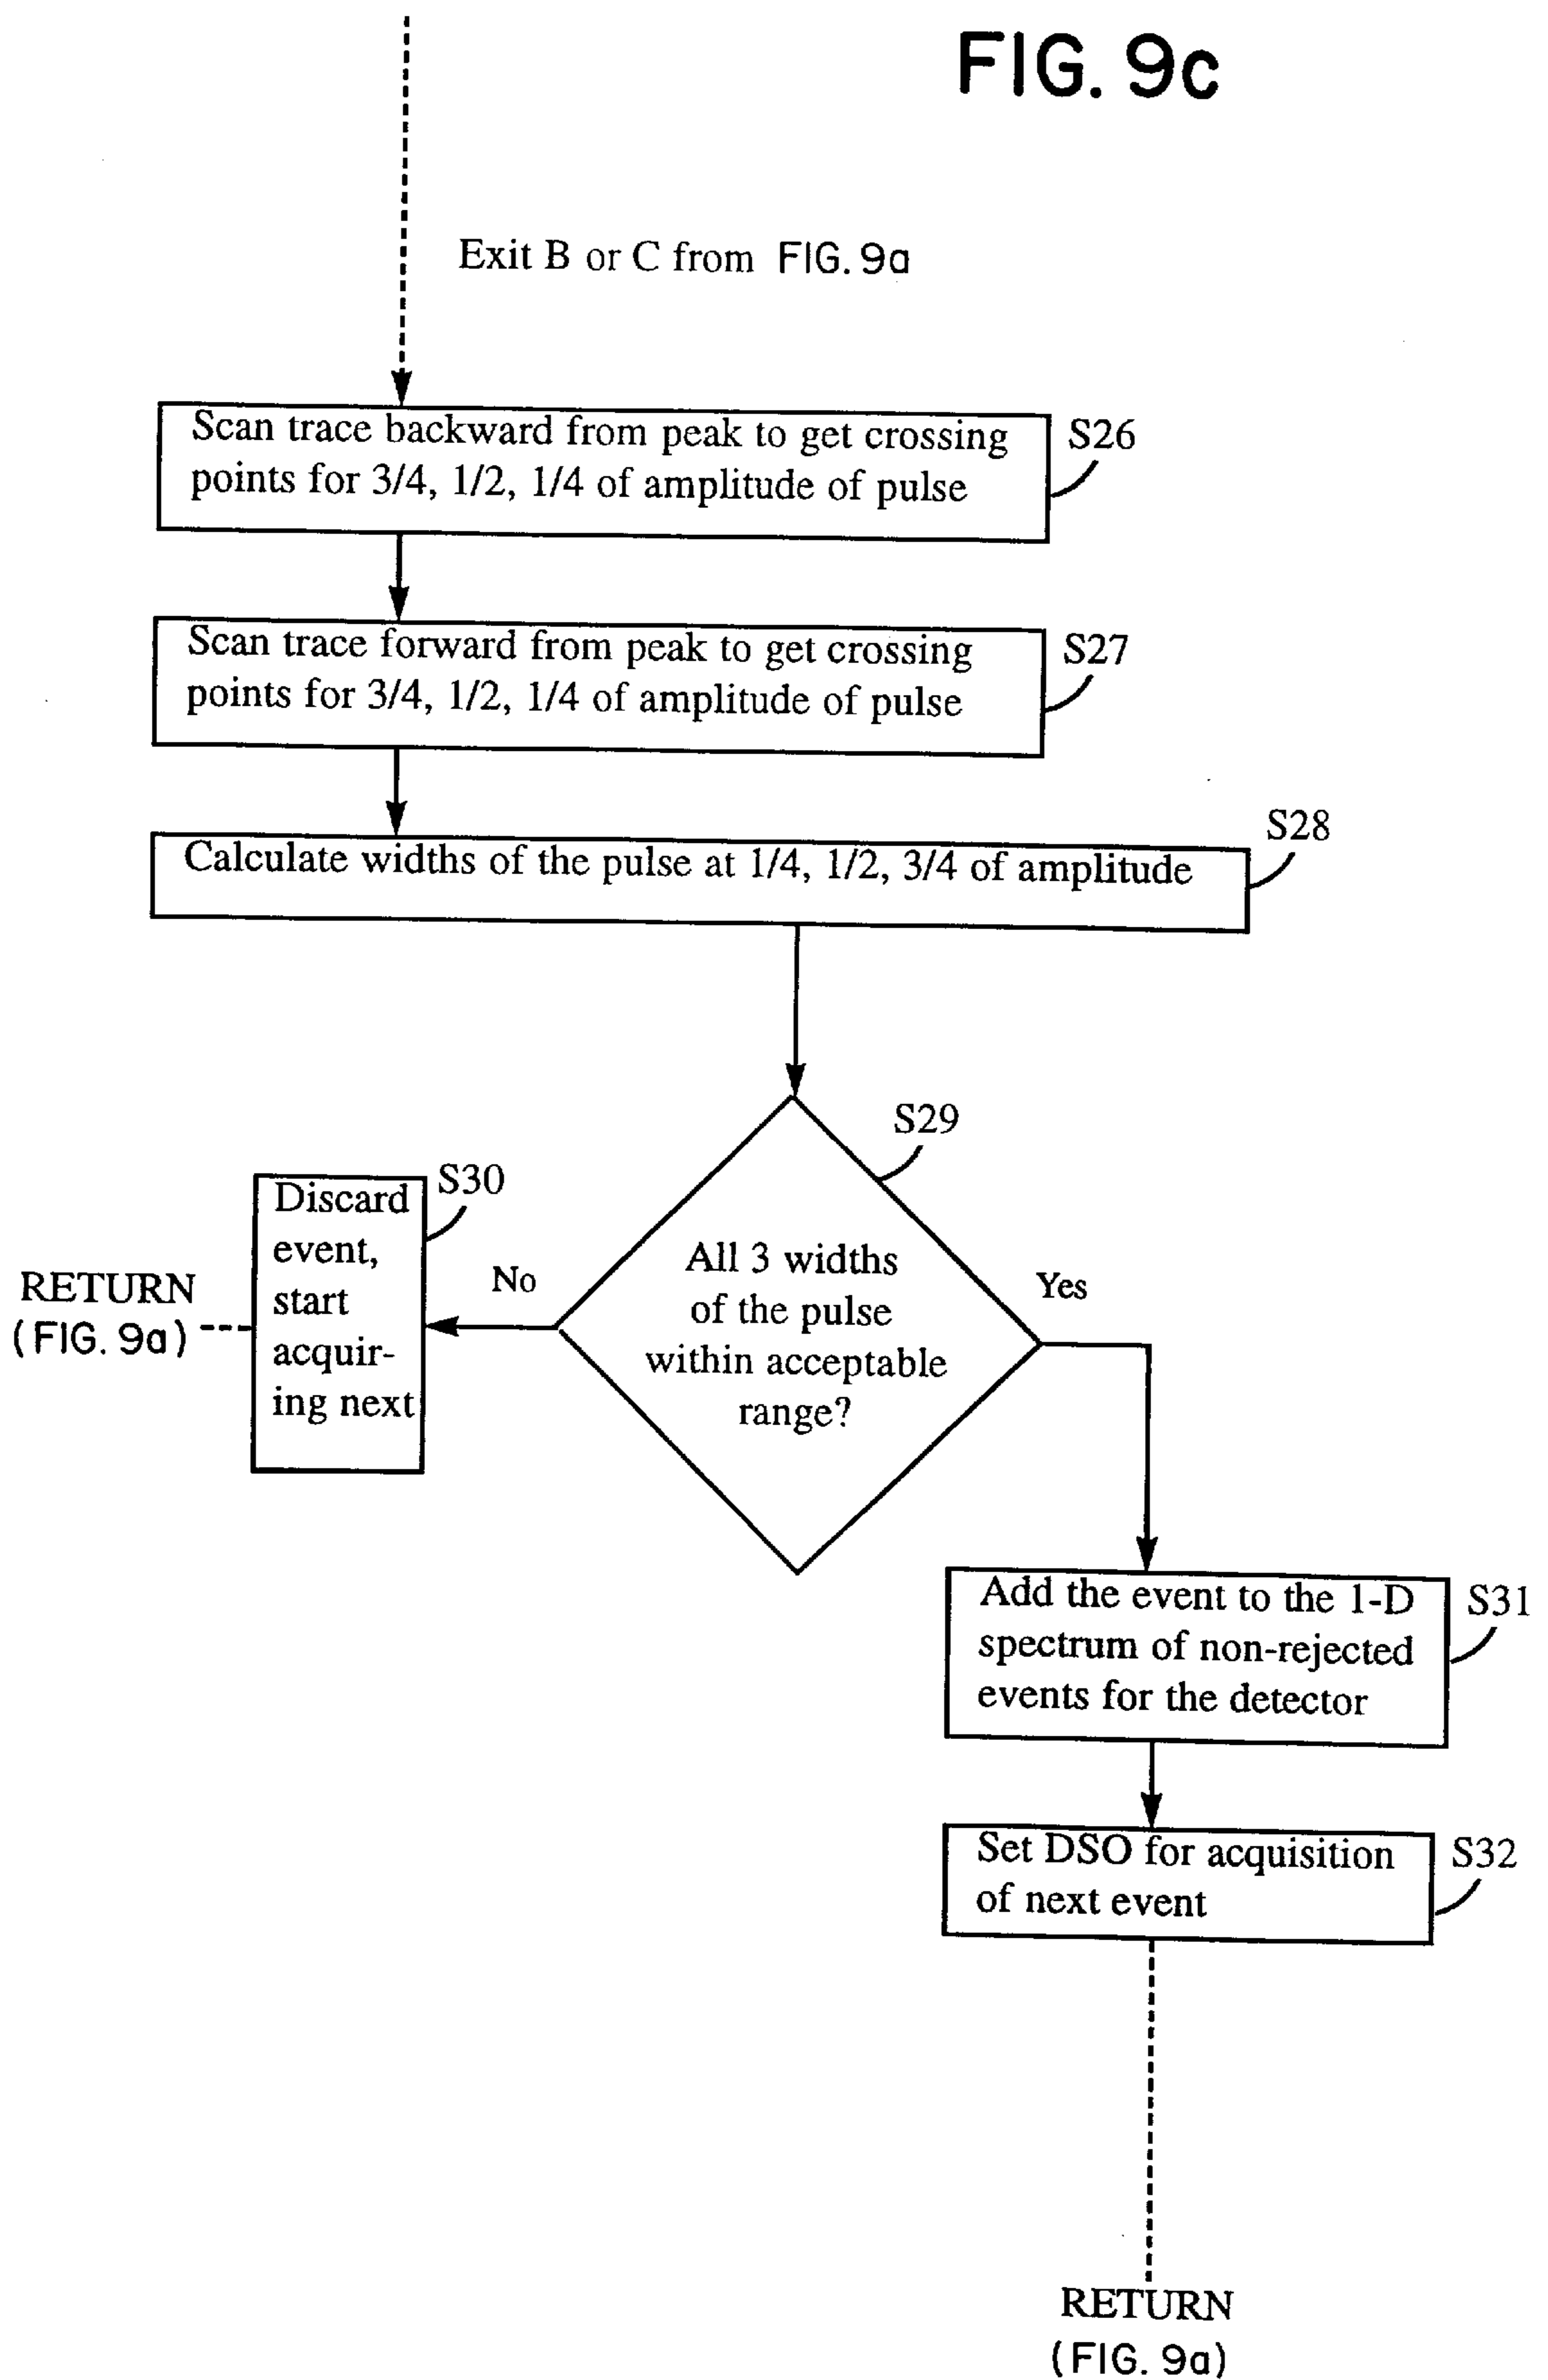 FIG. 9c
Exit B or C from FIG. 9a
Scan trace backward from peak to get crossing
points for 3/4, 1/2, 1/4 of amplitude of pulse
S26
Scan trace forward from peak to get crossing
points for 3/4, 1/2, 1/4 of amplitude of pulse
S27
Calculate widths of the pulse at 1/4, 1/2, 3/4 of amplitude
S28
S29
All 3 widths
of the pulse
within acceptable
range?
No
Yes
S30
Discard
event,
start
acquir-
ing next
RETURN
(FIG. 9a)
Add the event to the 1-D
spectrum of non-rejected
events for the detector
S31
Set DSO for acquisition
of next event
S32
RETURN
(FIG. 9a)